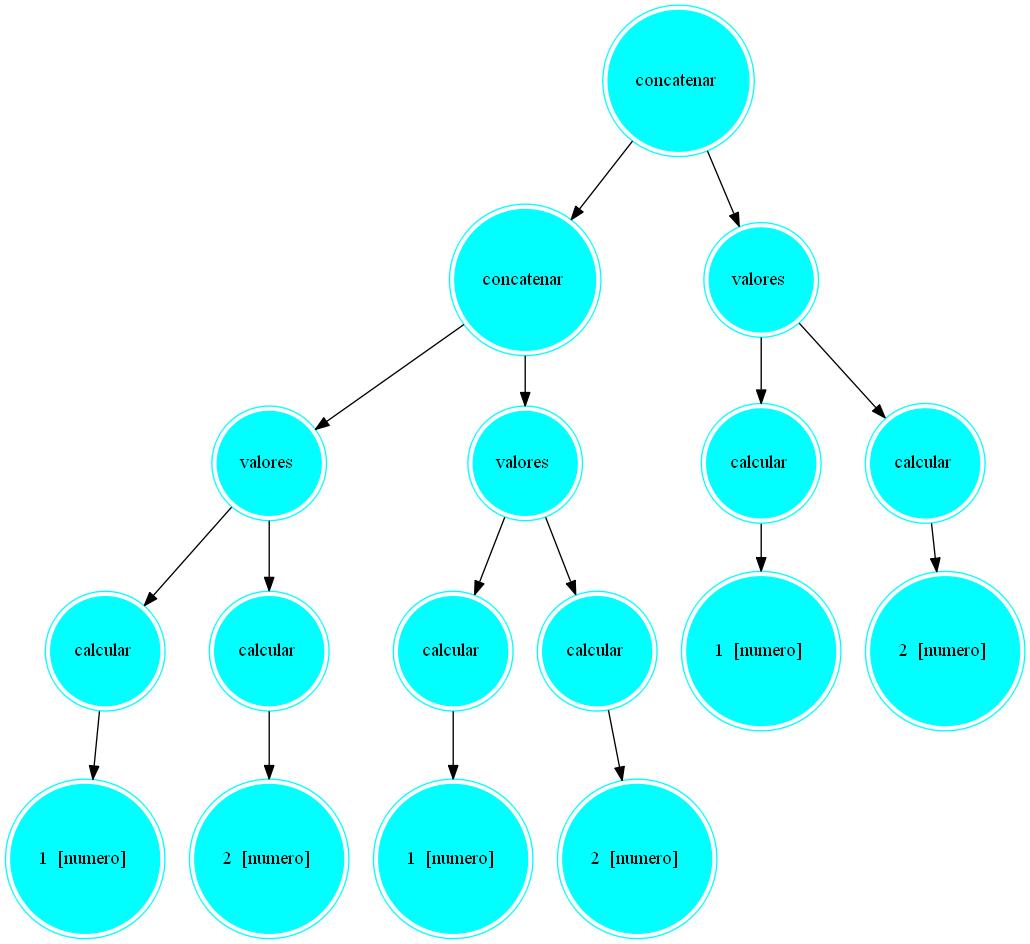 concatenar
concatenar
valores
valores
valores
calcular
calcular
calcular
calcular
calcular
calcular
1 [numero]
2 [numero]
1 [numero]
2 [numero]
1 [numero]
2 [numero]